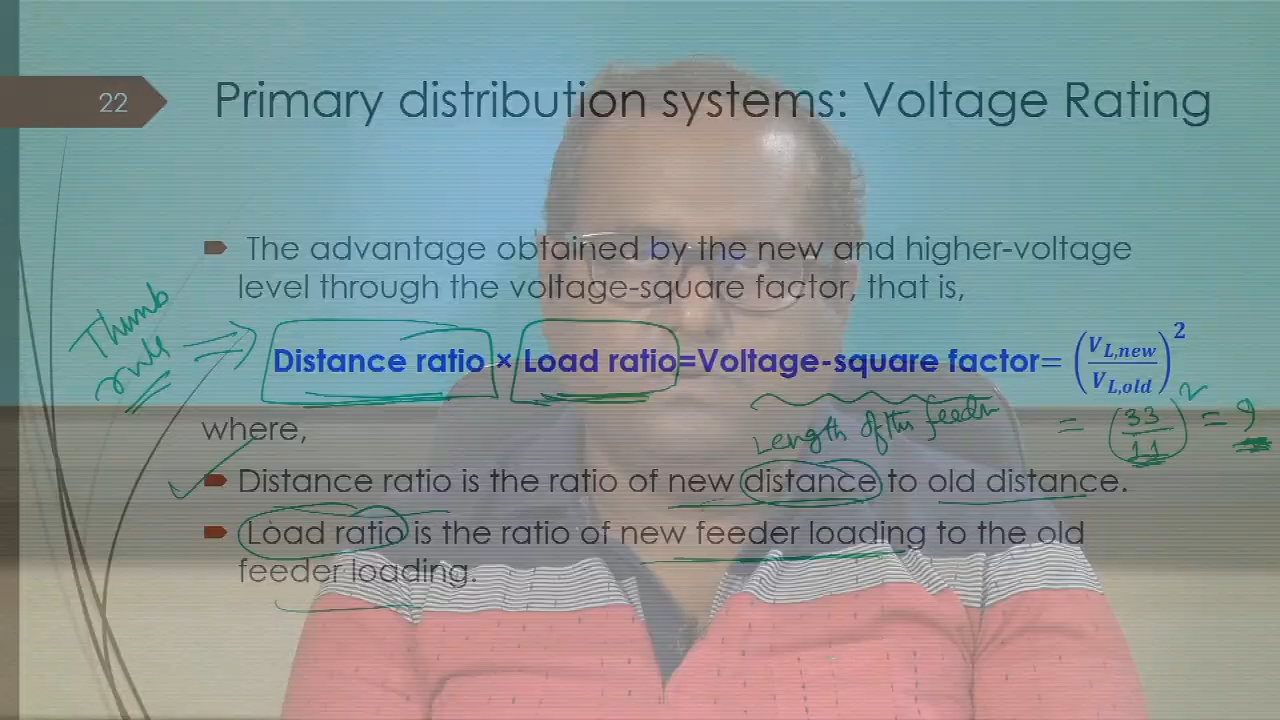 22
Primary distribution systems: Voltage Rating
The advantage obtained by the new and higher-voltage
level through the voltage-square factor, that is,
Thumb
rule
Distance ratio × Load ratio=Voltage-square factor= (V_{L,new}/V_{L,old})^2
= (33/11)^2 = 9
where,
Length of the feeder
Distance ratio is the ratio of new distance to old distance.
Load ratio is the ratio of new feeder loading to the old
feeder loading.